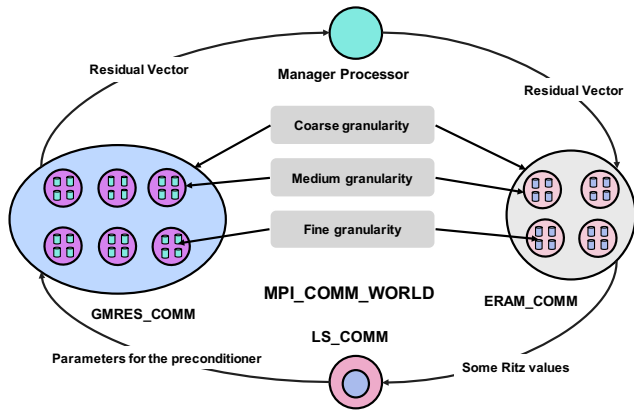 Residual Vector
Manager Processor
Residual Vector
Coarse granularity
Medium granularity
Fine granularity
GMRES_COMM
MPI_COMM_WORLD
ERAM_COMM
LS_COMM
Parameters for the preconditioner
Some Ritz values